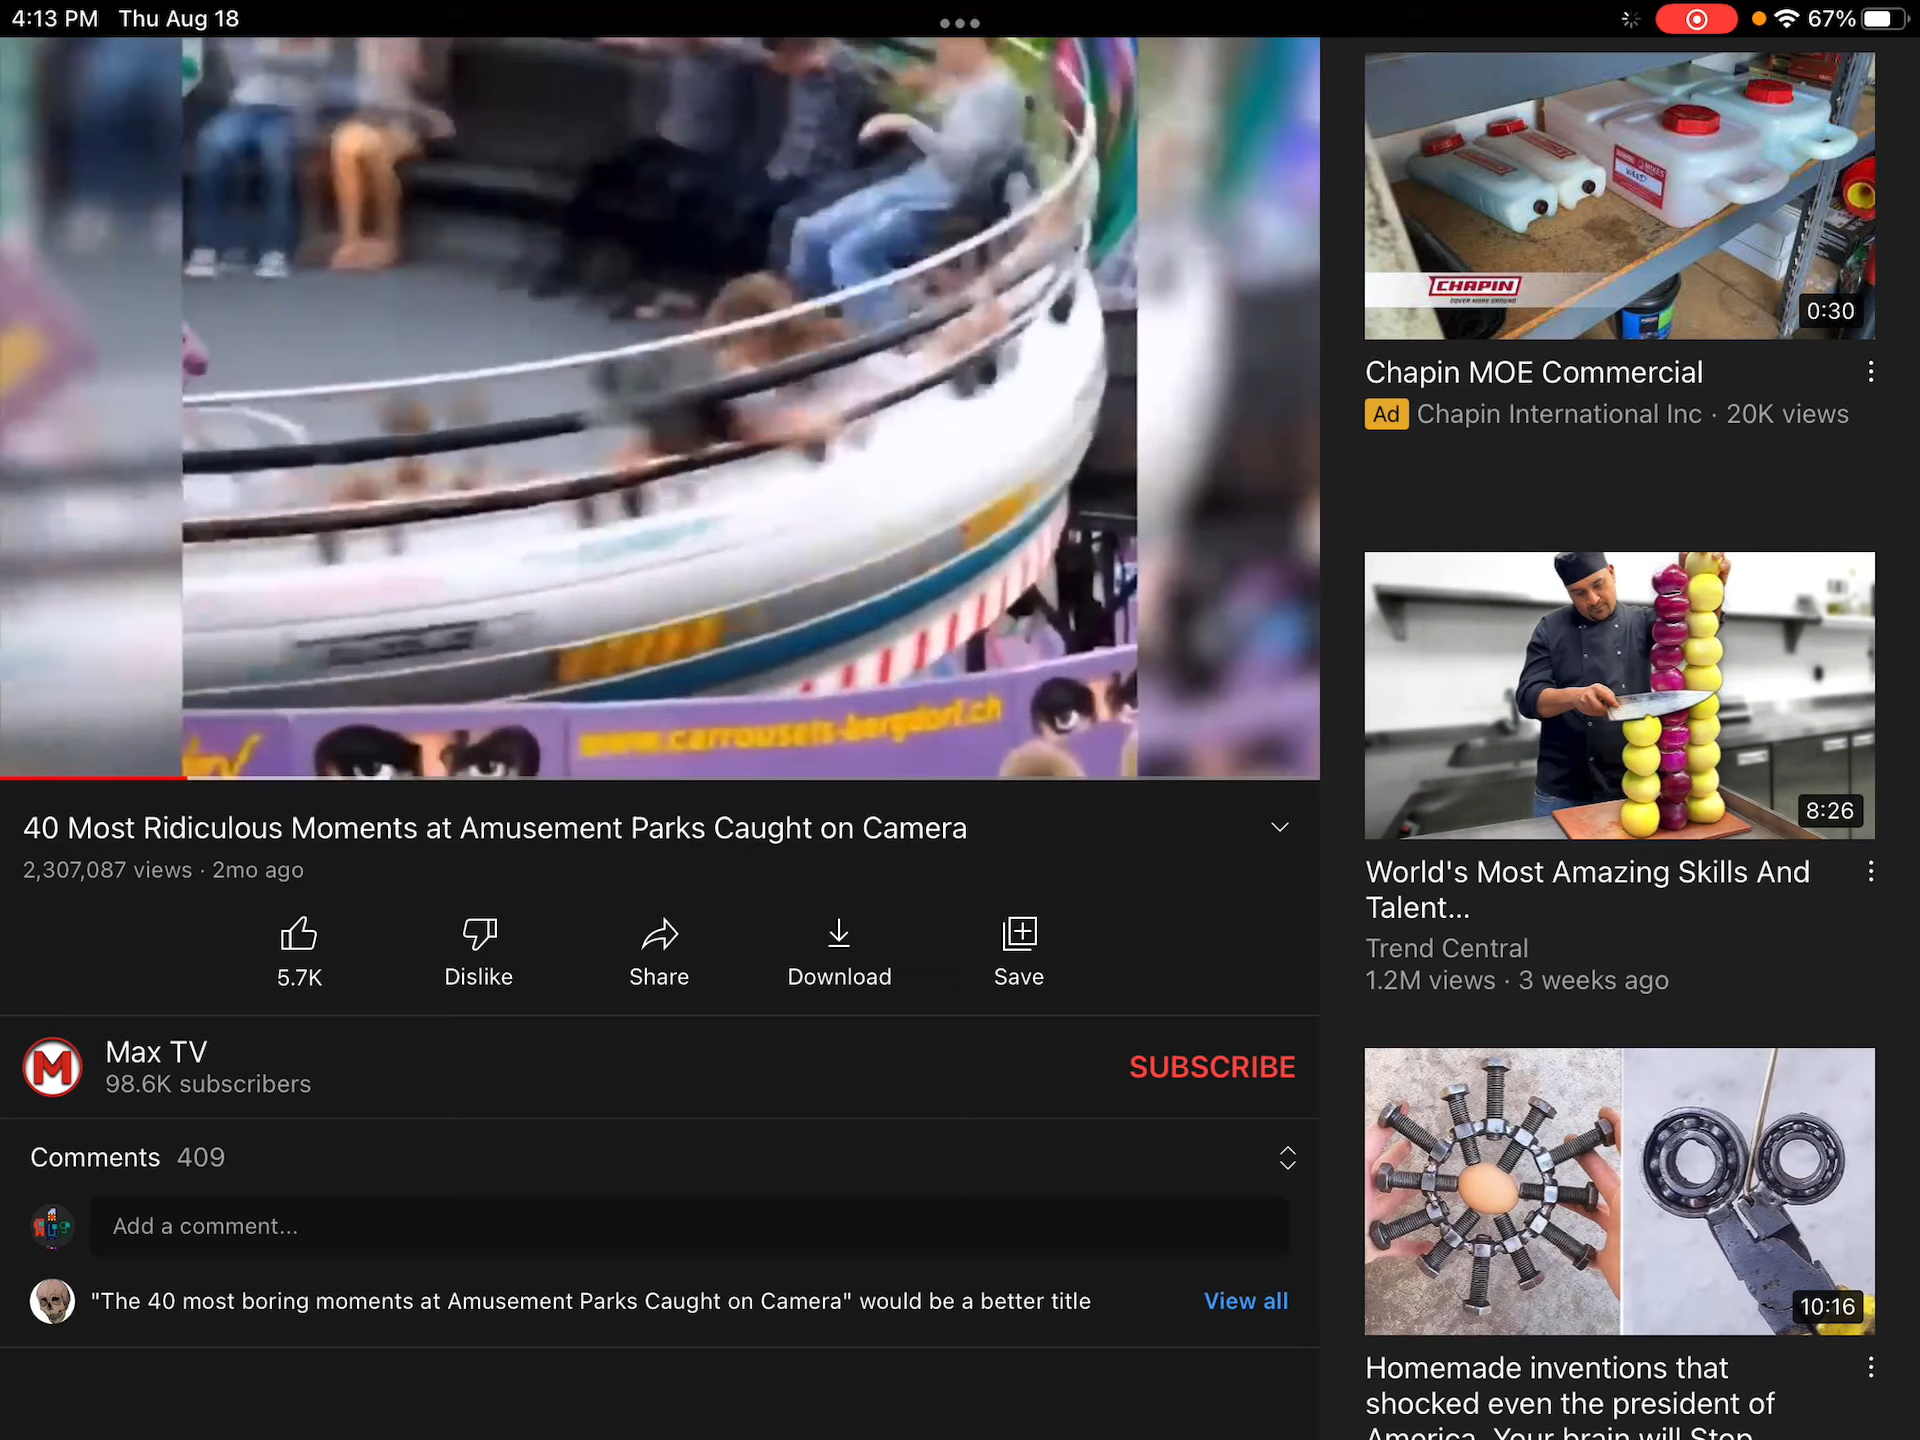 4:13 PM Thu Aug 18
67%
www.carrousels-bergdorf.ch
40 Most Ridiculous Moments at Amusement Parks Caught on Camera
2,307,087 views · 2mo ago
5.7K
Dislike
Share
Download
Save
M
Max TV
98.6K subscribers
SUBSCRIBE
Comments 409
Add a comment...
"The 40 most boring moments at Amusement Parks Caught on Camera" would be a better title
View all
CHAPIN
COVER MORE GROUND
0:30
Chapin MOE Commercial
Ad Chapin International Inc · 20K views
8:26
World's Most Amazing Skills And
Talent...
Trend Central
1.2M views · 3 weeks ago
10:16
Homemade inventions that
shocked even the president of
America. Your brain will Stop